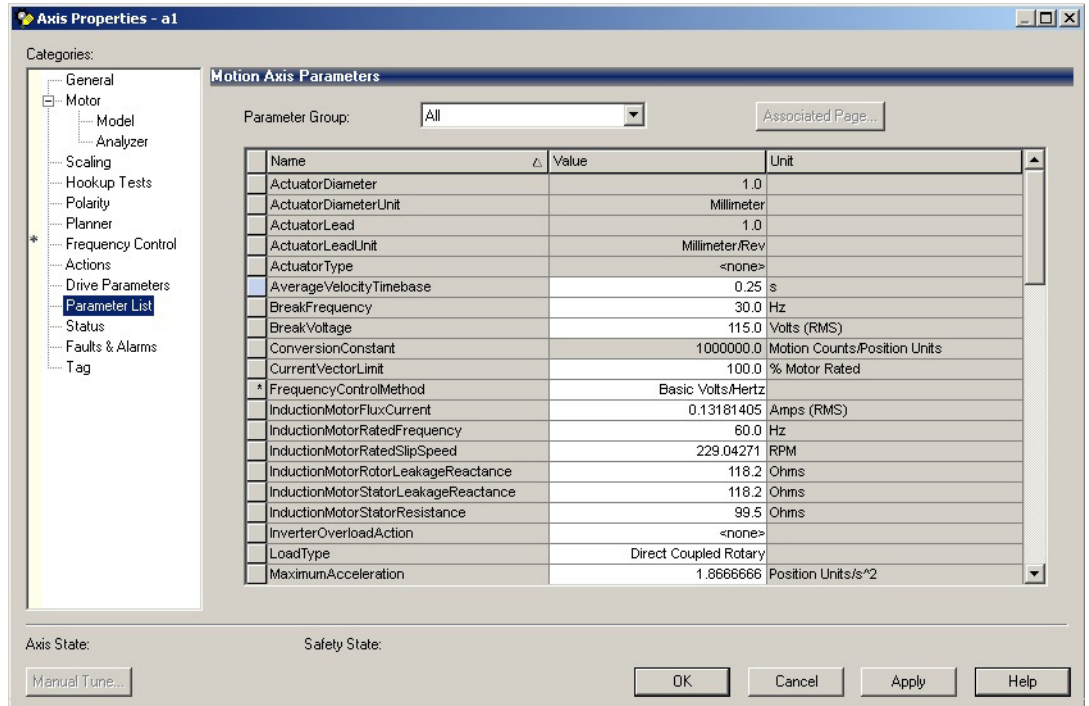 Axis Properties - a1
Categories:
General
Motor
Model
Analyzer
Scaling
Hookup Tests
Polarity
Planner
* Frequency Control
Actions
Drive Parameters
Parameter List
Status
Faults & Alarms
Tag
Motion Axis Parameters
Parameter Group: All Associated Page...
Name Value Unit
ActuatorDiameter 1.0
ActuatorDiameterUnit Millimeter
ActuatorLead 1.0
ActuatorLeadUnit Millimeter/Rev
ActuatorType <none>
AverageVelocityTimebase 0.25 s
BreakFrequency 30.0 Hz
BreakVoltage 115.0 Volts (RMS)
ConversionConstant 1000000.0 Motion Counts/Position Units
CurrentVectorLimit 100.0 % Motor Rated
* FrequencyControlMethod Basic Volts/Hertz
InductionMotorFluxCurrent 0.13181405 Amps (RMS)
InductionMotorRatedFrequency 60.0 Hz
InductionMotorRatedSlipSpeed 229.04271 RPM
InductionMotorRotorLeakageReactance 118.2 Ohms
InductionMotorStatorLeakageReactance 118.2 Ohms
InductionMotorStatorResistance 99.5 Ohms
InverterOverloadAction <none>
LoadType Direct Coupled Rotary
MaximumAcceleration 1.8666666 Position Units/s^2
Axis State: Safety State:
Manual Tune... OK Cancel Apply Help